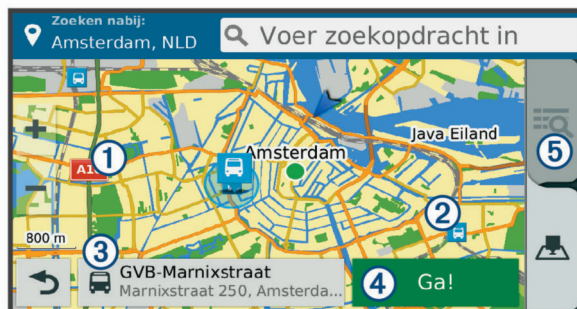 Zoeken nabij:
Amsterdam, NLD
Voer zoekopdracht in
Java Eiland
Amsterdam
1
5
A1
2
800 m
3
GVB-Marnixstraat
Marnixstraat 250, Amsterda...
4
Ga!